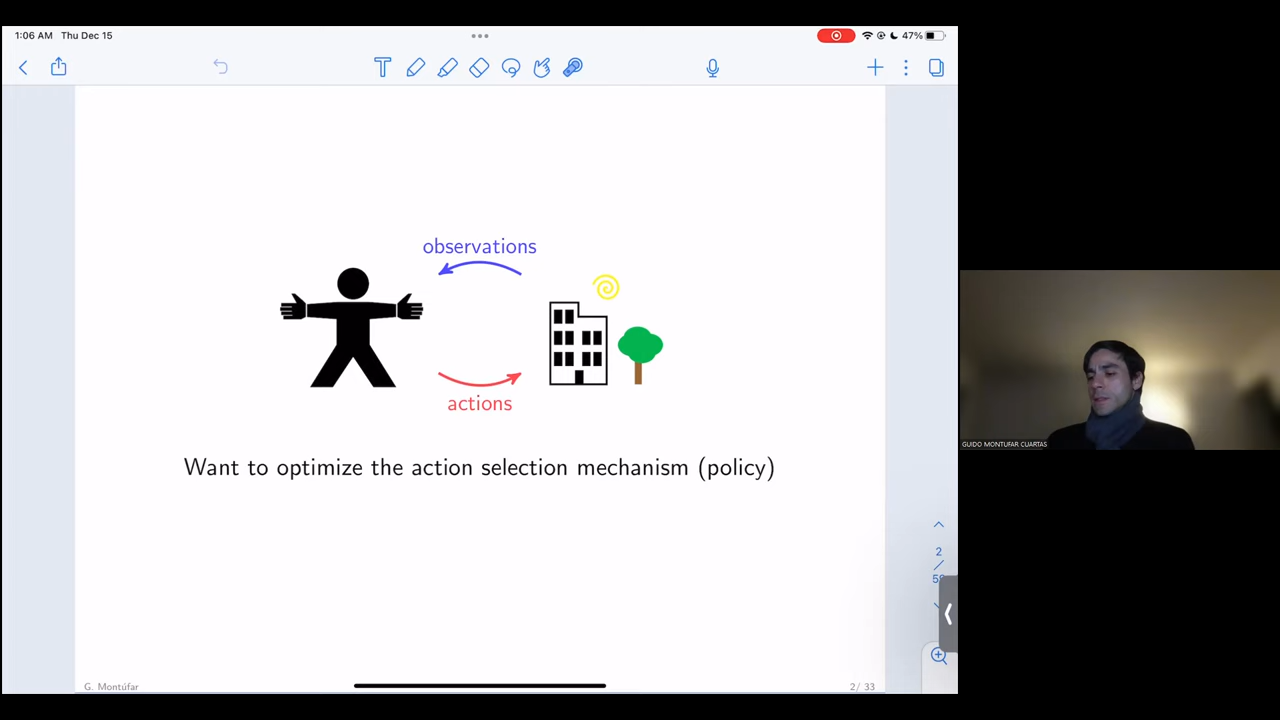 1:06 AM Thu Dec 15
47%
observations
actions
Want to optimize the action selection mechanism (policy)
2
G. Montúfar
2/ 33
GUIDO MONTUFAR CUARTAS